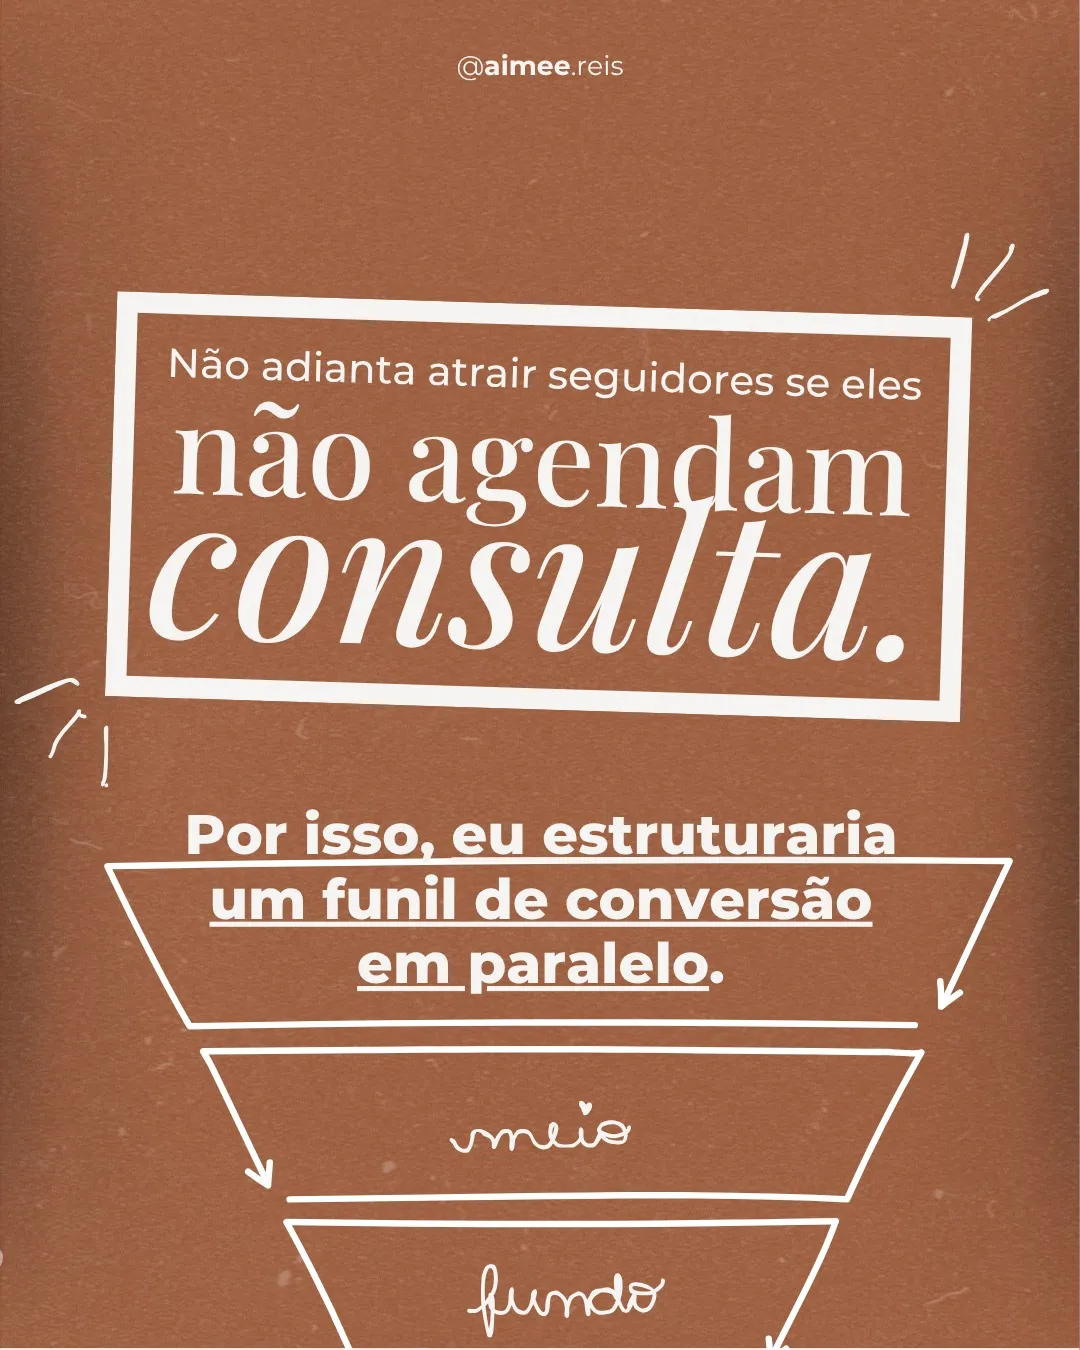 @aimee.reis
Não adianta atrair seguidores se eles
não agendam
consulta.
Por isso, eu estruturaria
um funil de conversão
em paralelo.
meio
fundo